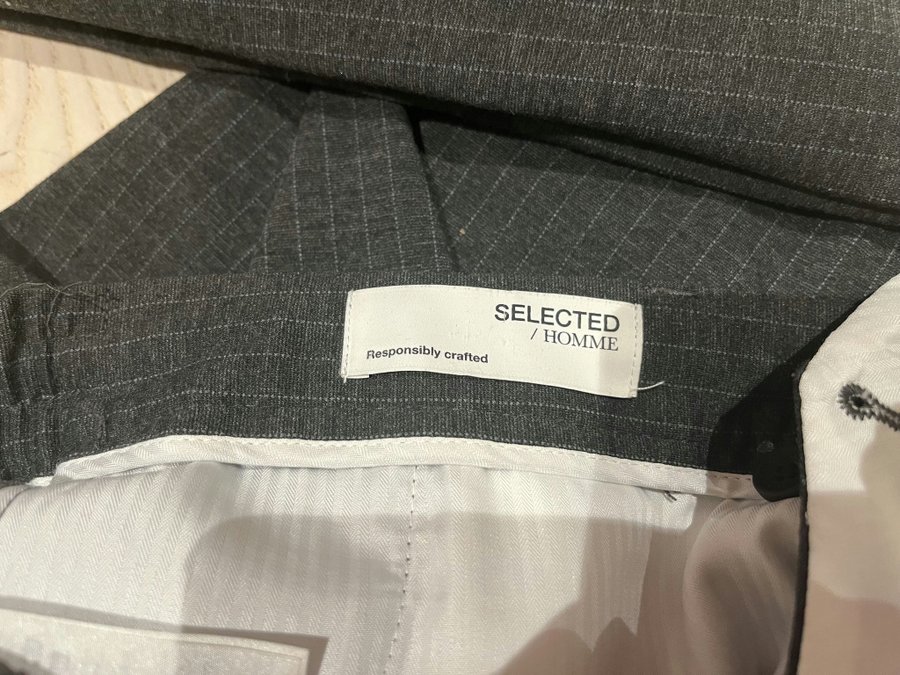 SELECTED
/ HOMME
Responsibly crafted